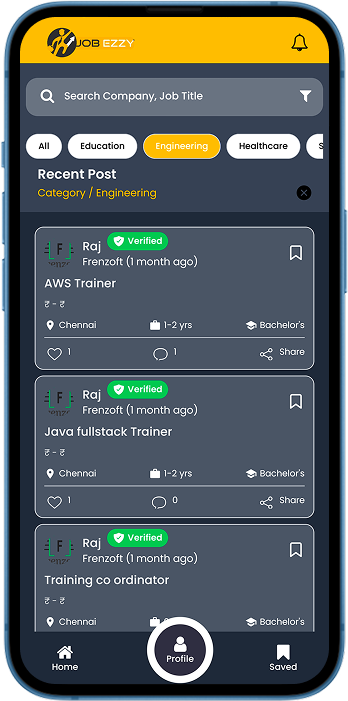 JOB EZZY
Search Company, Job Title
All
Education
Engineering
Healthcare
S
Recent Post
Category / Engineering
F
Raj
Verified
Frenzoft (1 month ago)
AWS Trainer
₹ - ₹
Chennai
1-2 yrs
Bachelor's
1
1
Share
F
Raj
Verified
Frenzoft (1 month ago)
Java fullstack Trainer
₹ - ₹
Chennai
1-2 yrs
Bachelor's
1
0
Share
F
Raj
Verified
Frenzoft (1 month ago)
Training co ordinator
₹ - ₹
Chennai
Bachelor's
Home
Profile
Saved